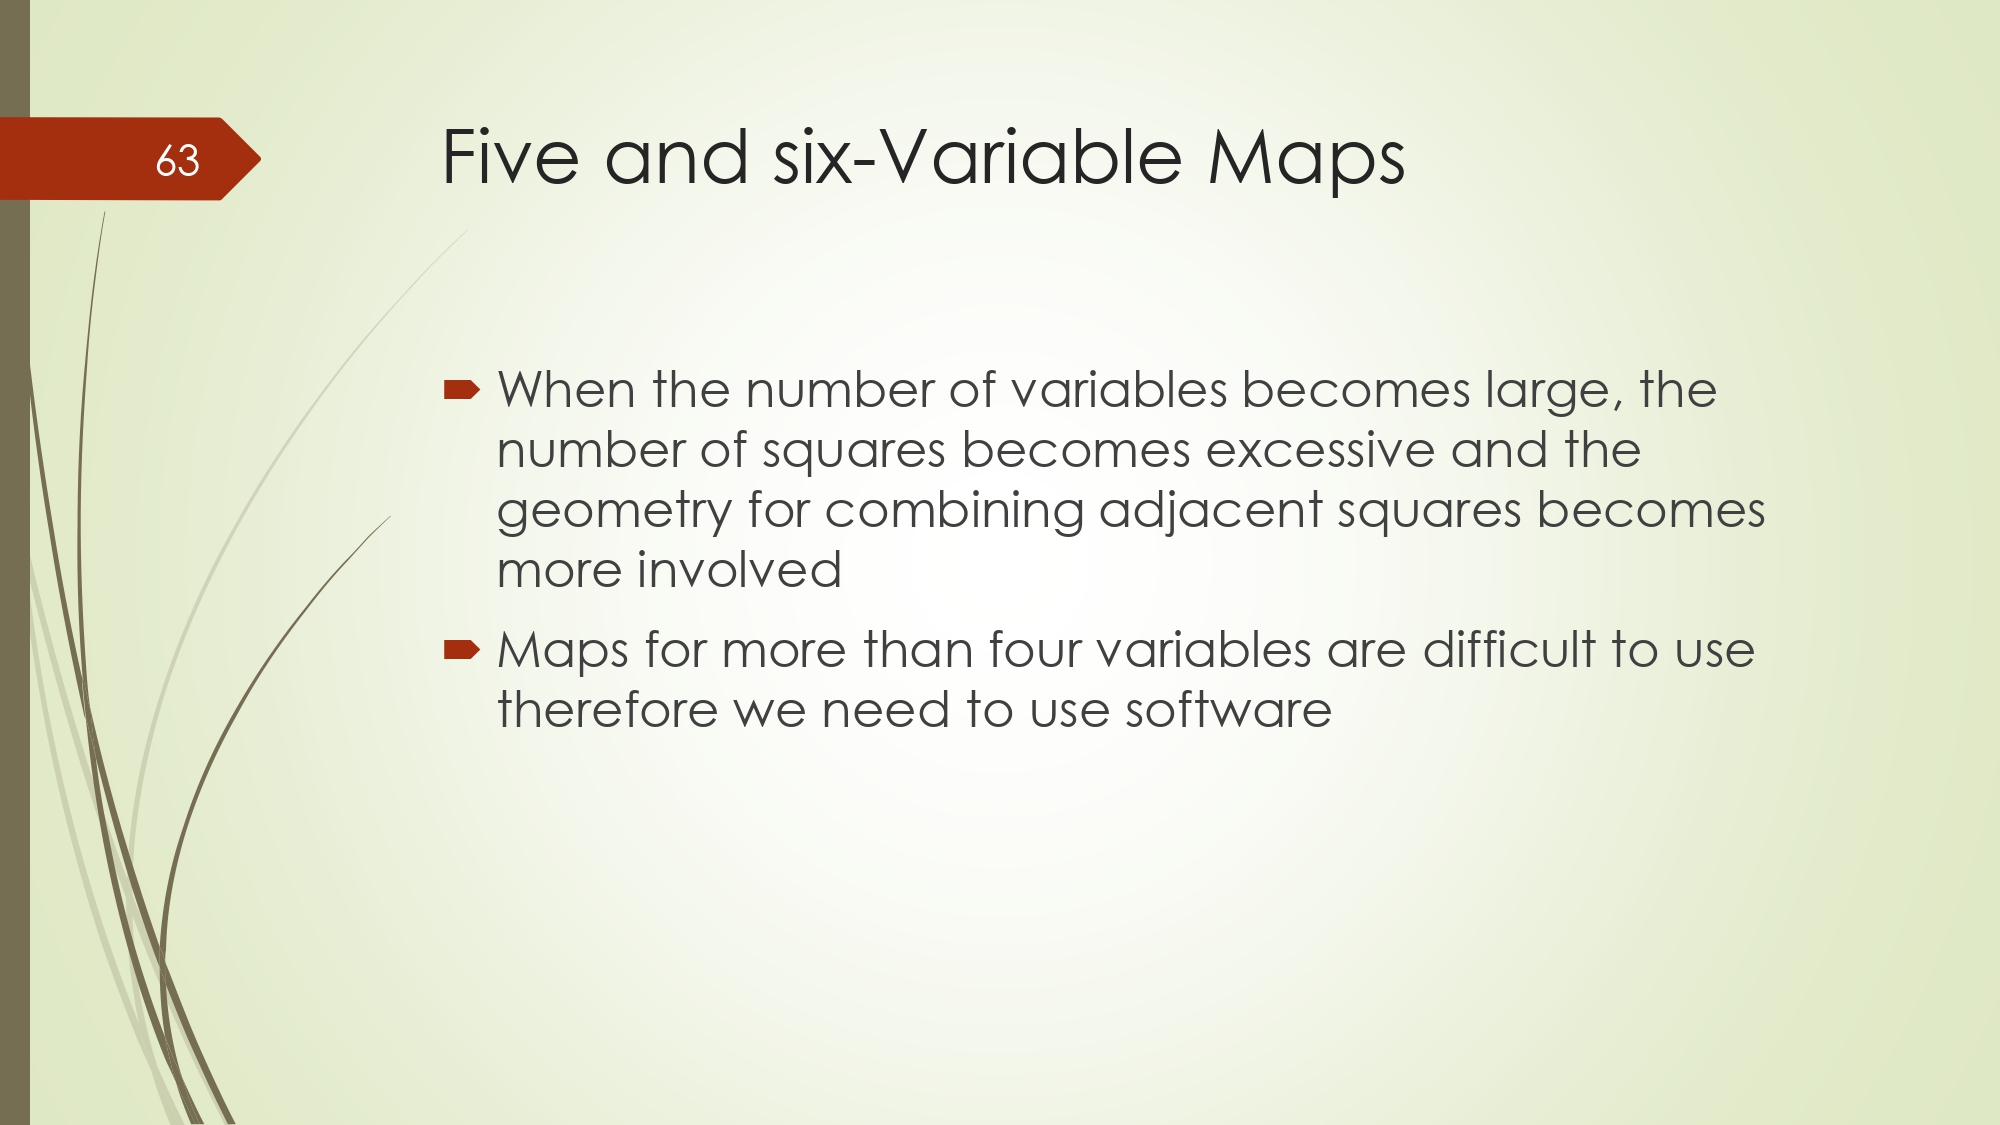 63
Five and six-Variable Maps
When the number of variables becomes large, the
number of squares becomes excessive and the
geometry for combining adjacent squares becomes
more involved
Maps for more than four variables are difficult to use
therefore we need to use software